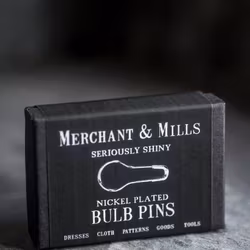 MERCHANT & MILLS
SERIOUSLY SHINY
NICKEL PLATED
BULB PINS
DRESSES CLOTH PATTERNS GOODS TOOLS